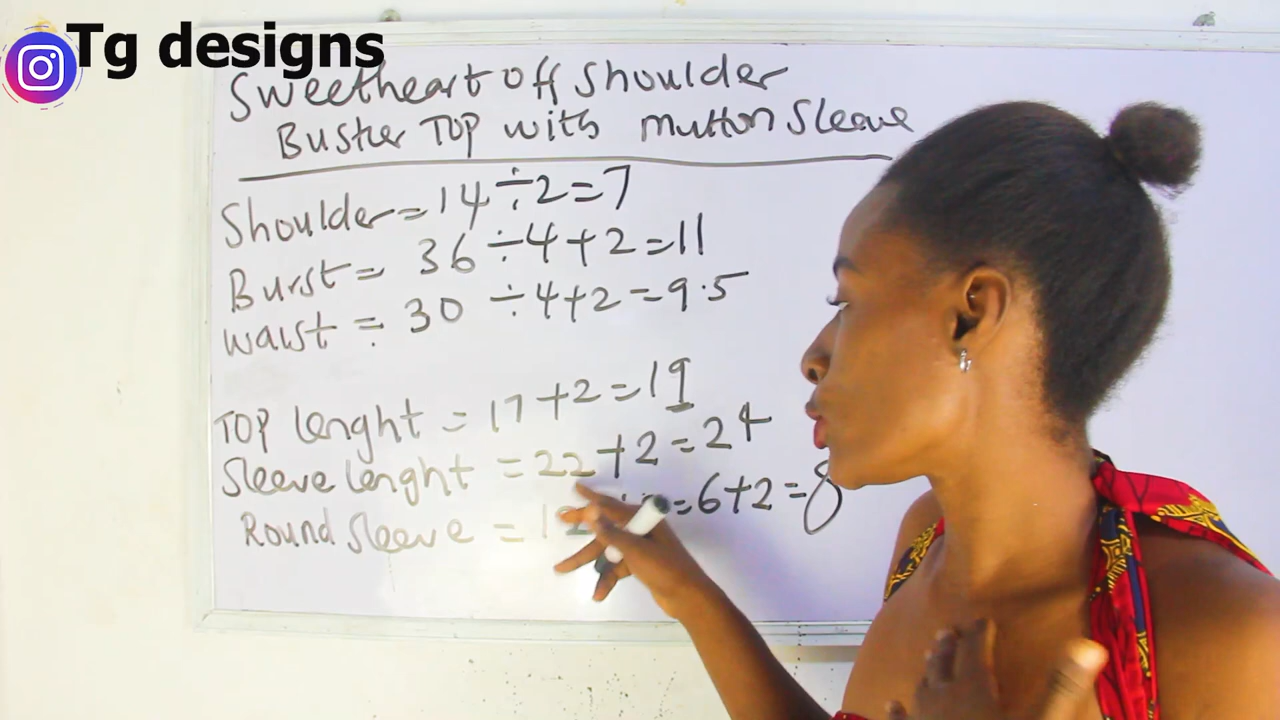 Tg designs
Sweetheart off Shoulder
Buster TOP with mutton Sleeve
Shoulder = 14 ÷ 2 = 7
Burst = 36 ÷ 4 + 2 = 11
waist = 30 ÷ 4 + 2 = 9.5
TOP lenght = 17 + 2 = 19
Sleeve lenght = 22 + 2 = 24
Round Sleeve = 12 = 6 + 2 = 8